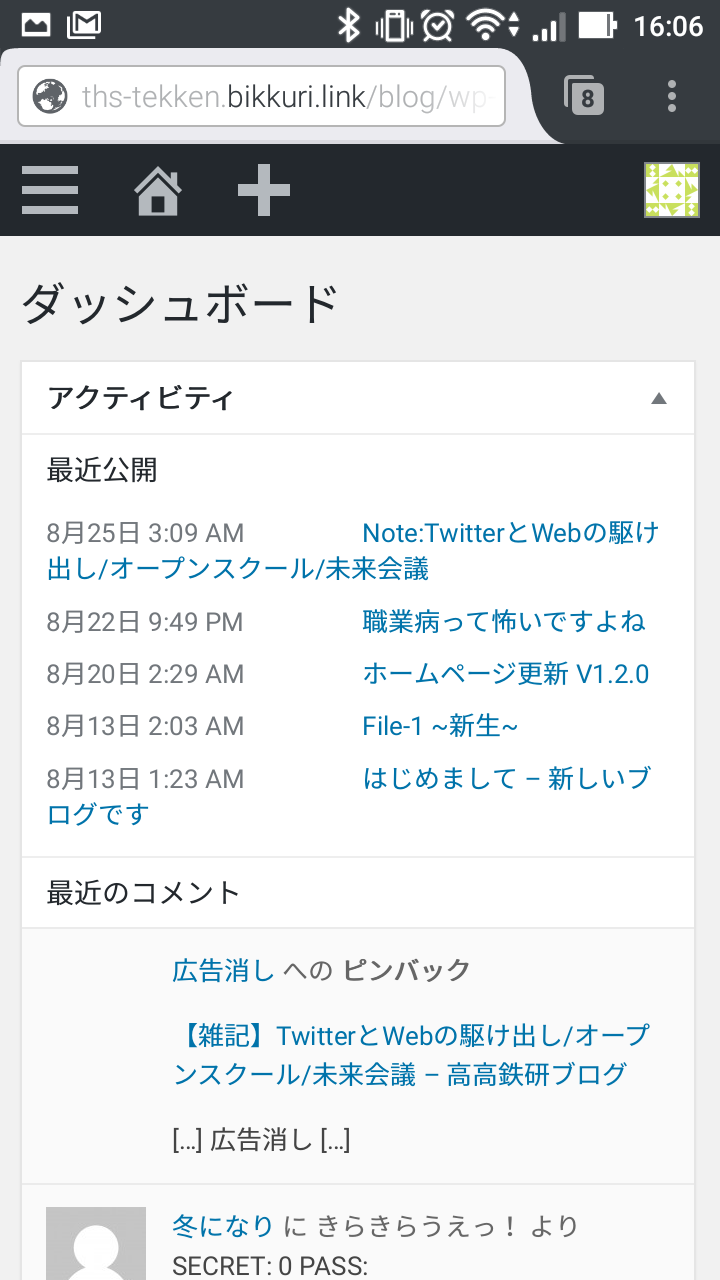 16:06
ths-tekken.bikkuri.link/blog/wp-
8
ダッシュボード
アクティビティ
最近公開
8月25日 3:09 AM Note:TwitterとWebの駆け
出し/オープンスクール/未来会議
8月22日 9:49 PM 職業病って怖いですよね
8月20日 2:29 AM ホームページ更新 V1.2.0
8月13日 2:03 AM File-1 ~新生~
8月13日 1:23 AM はじめまして – 新しいブ
ログです
最近のコメント
広告消し への ピンバック
【雑記】TwitterとWebの駆け出し/オープ
ンスクール/未来会議 – 高高鉄研ブログ
[…] 広告消し […]
冬になり に きらきらうえっ！ より
SECRET: 0 PASS: